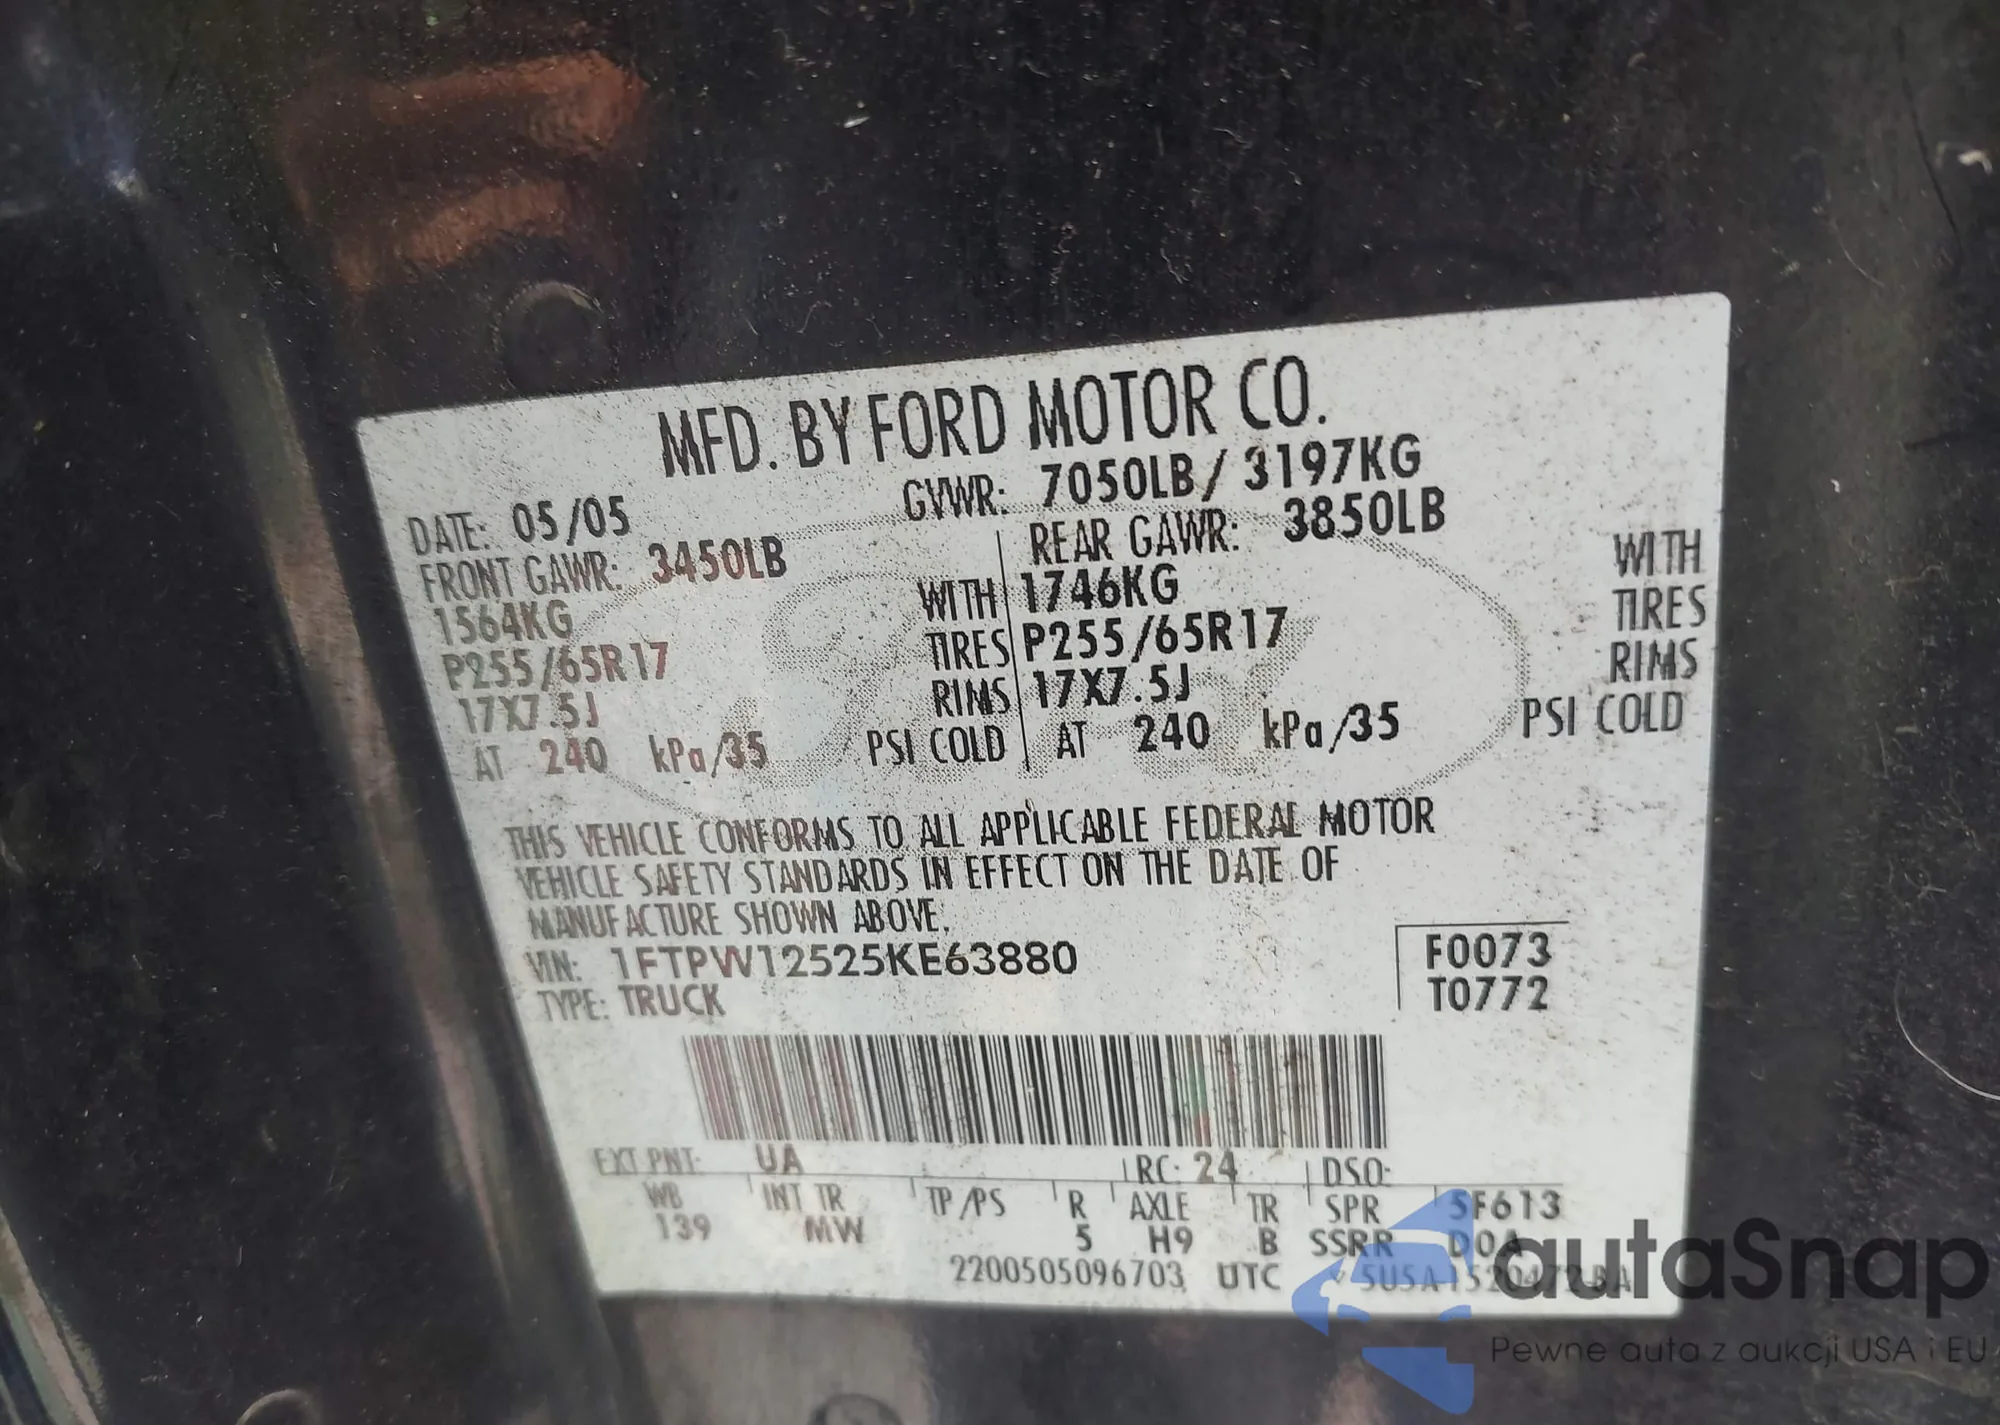 MFD. BY FORD MOTOR CO.
DATE: 05/05 GVWR: 7050LB/ 3197KG
FRONT GAWR: 3450LB REAR GAWR: 3850LB
1564KG WITH 1746KG WITH
P255/65R17 TIRES P255/65R17 TIRES
17X7.5J RIMS 17X7.5J RIMS
AT 240 kPa/35 PSI COLD AT 240 kPa/35 PSI COLD
THIS VEHICLE CONFORMS TO ALL APPLICABLE FEDERAL MOTOR
VEHICLE SAFETY STANDARDS IN EFFECT ON THE DATE OF
MANUFACTURE SHOWN ABOVE.
VIN: 1FTPW12525KE63880
TYPE: TRUCK
F0073
T0772
EXT PNT: UA RC: 24 DSO:
WB INT TR TP/PS R AXLE TR SPR 5F613
139 MW 5 H9 B SSRR D0A
2200505096703 UTC
autaSnap
Pewne auta z aukcji USA i EU